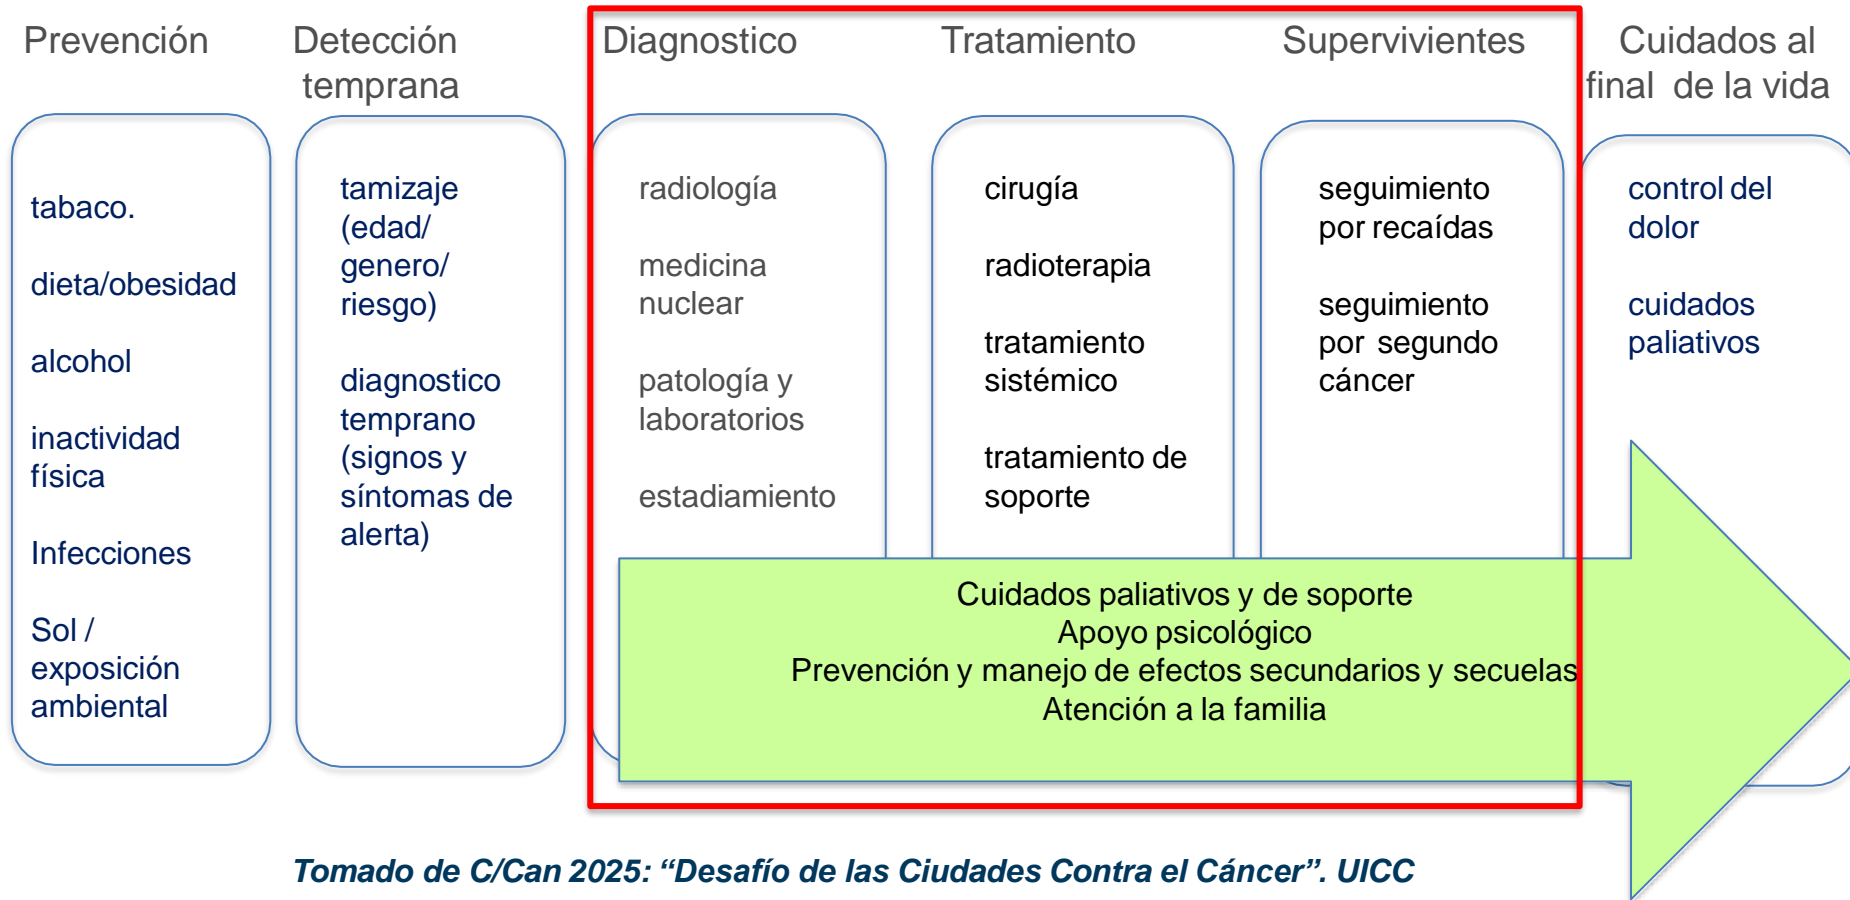 Prevención
tabaco.
dieta/obesidad
alcohol
inactividad
física
Infecciones
Sol /
exposición
ambiental
Detección
temprana
tamizaje
(edad/
genero/
riesgo)
diagnostico
temprano
(signos y
síntomas de
alerta)
Diagnostico
radiología
medicina
nuclear
patología y
laboratorios
estadiamiento
Tratamiento
cirugía
radioterapia
tratamiento
sistémico
tratamiento de
soporte
Supervivientes
seguimiento
por recaídas
seguimiento
por segundo
cáncer
Cuidados al
final de la vida
control del
dolor
cuidados
paliativos
Cuidados paliativos y de soporte
Apoyo psicológico
Prevención y manejo de efectos secundarios y secuelas
Atención a la familia
Tomado de C/Can 2025: “Desafío de las Ciudades Contra el Cáncer”. UICC